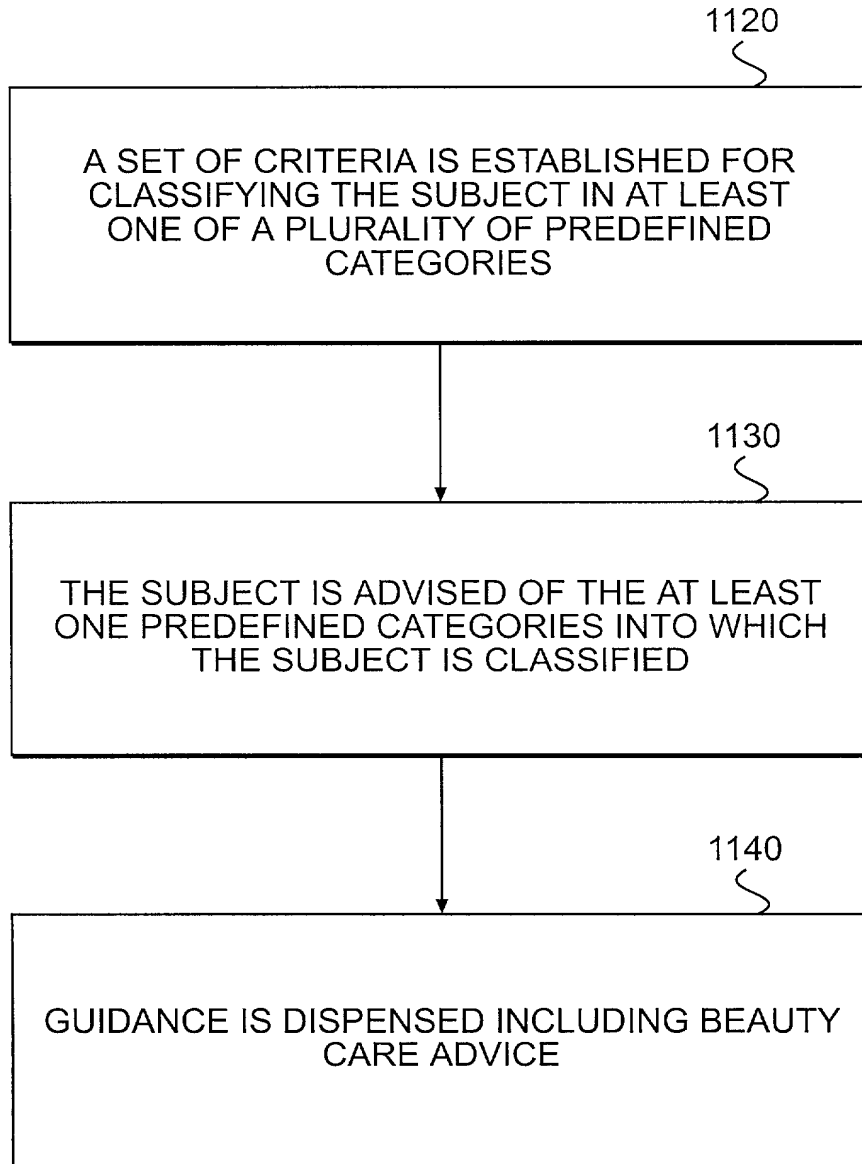 1120
A SET OF CRITERIA IS ESTABLISHED FOR
CLASSIFYING THE SUBJECT IN AT LEAST
ONE OF A PLURALITY OF PREDEFINED
CATEGORIES
1130
THE SUBJECT IS ADVISED OF THE AT LEAST
ONE PREDEFINED CATEGORIES INTO WHICH
THE SUBJECT IS CLASSIFIED
1140
GUIDANCE IS DISPENSED INCLUDING BEAUTY
CARE ADVICE